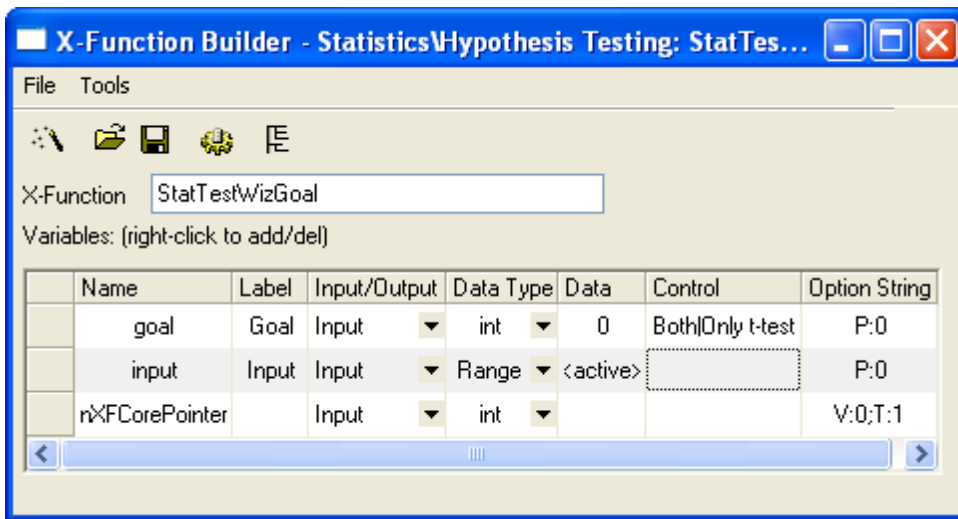 X-Function Builder - Statistics\Hypothesis Testing: StatTes...
File Tools
X-Function StatTestWizGoal
Variables: (right-click to add/del)
Name Label Input/Output Data Type Data Control Option String
goal Goal Input int 0 Both|Only t-test P:0
input Input Input Range <active> P:0
nXFCorePointer Input int V:0;T:1